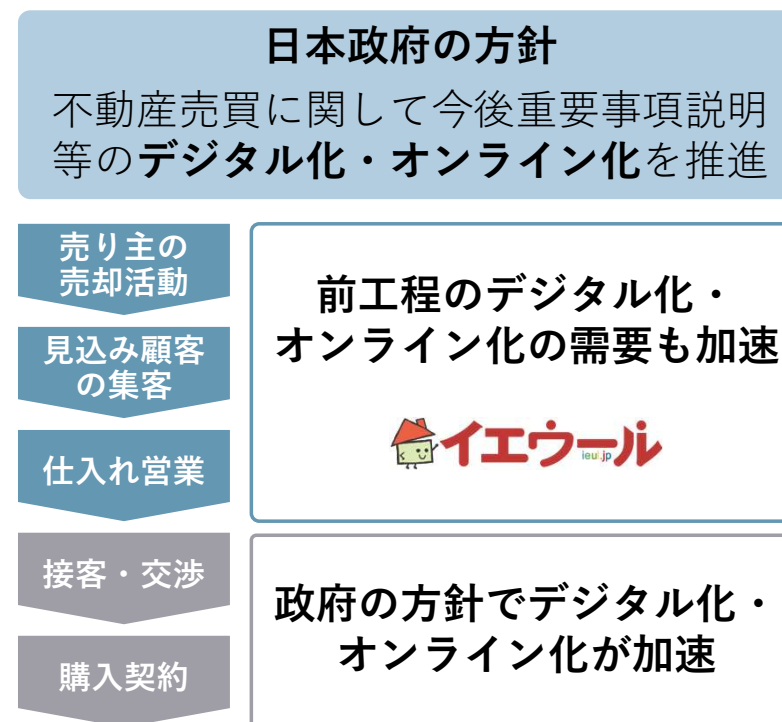 日本政府の方針
不動産売買に関して今後重要事項説明
等のデジタル化・オンライン化を推進
売り主の
売却活動
見込み顧客
の集客
仕入れ営業
前工程のデジタル化・
オンライン化の需要も加速
イエウール
ieul.jp
接客・交渉
購入契約
政府の方針でデジタル化・
オンライン化が加速